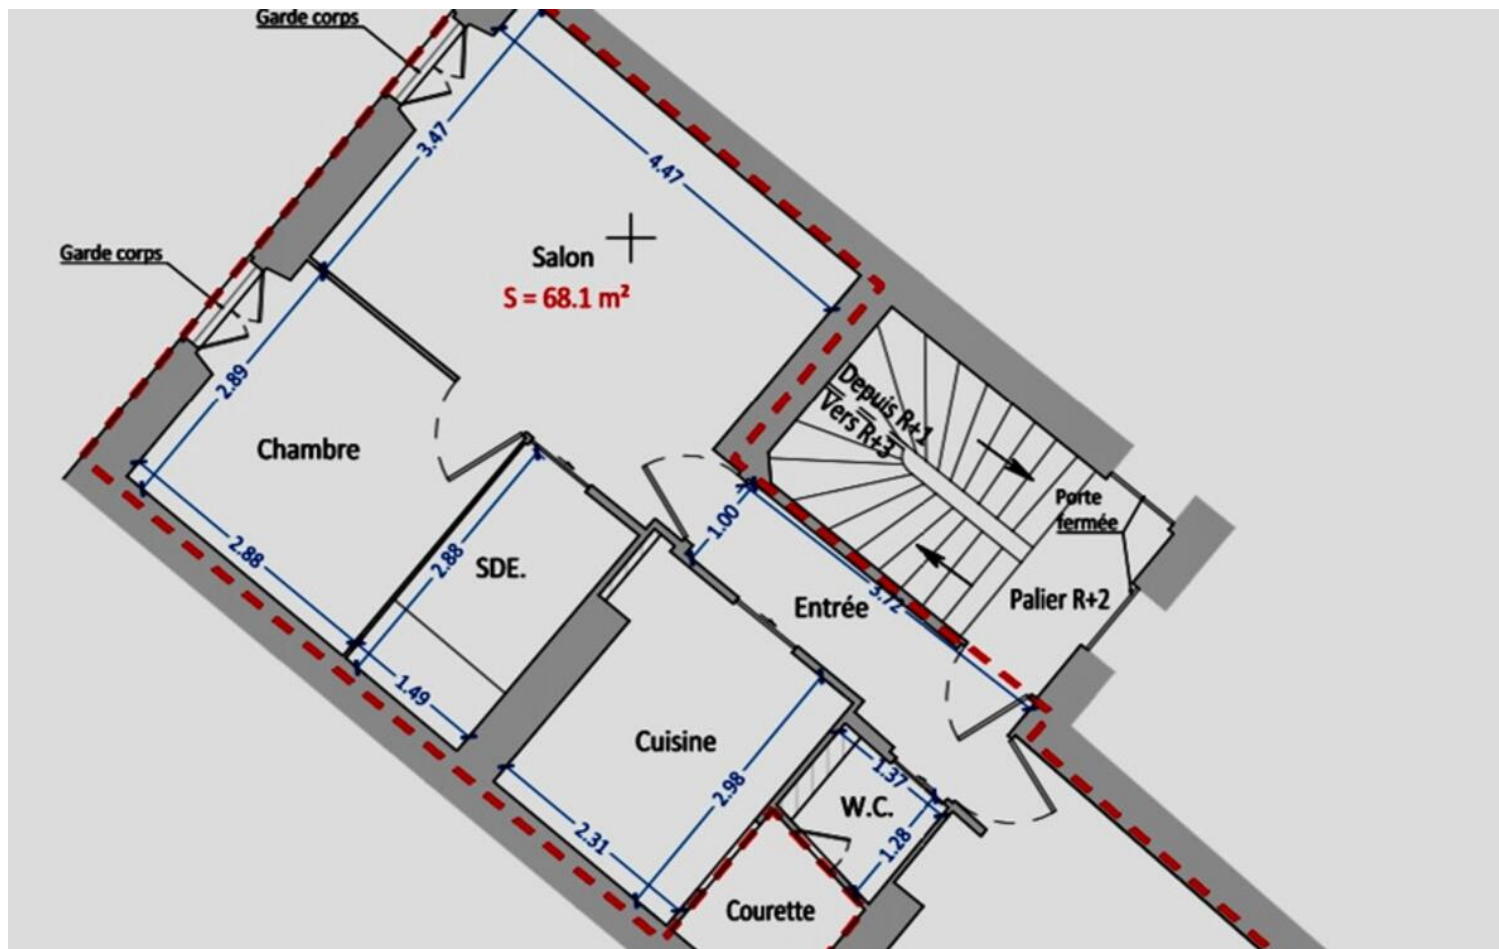 Garde corps
3.47
4.47
Garde corps
Salon
S = 68.1 m²
2.89
Depuis R+1
Vers R+3
Chambre
Porte
fermée
1.00
2.88
2.88
SDE.
3.72
Entrée
Palier R+2
1.49
Cuisine
1.37
2.98
W.C.
2.31
1.28
Courette